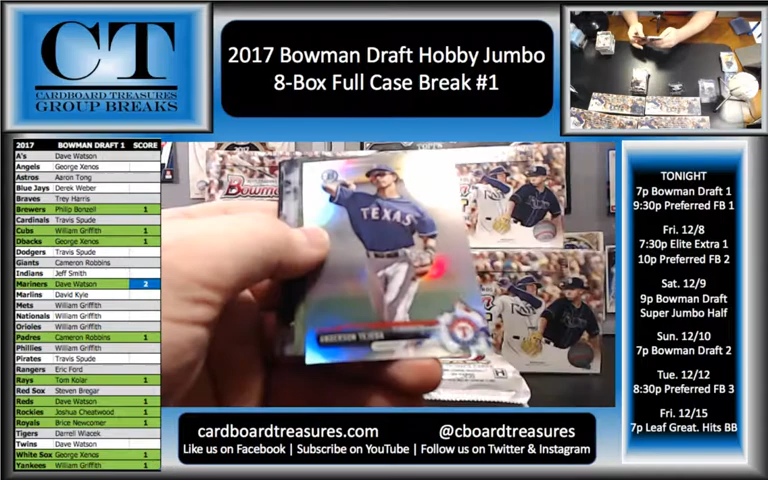 CT
CARDBOARD TREASURES
GROUP BREAKS
2017 Bowman Draft Hobby Jumbo
8-Box Full Case Break #1
2017 BOWMAN DRAFT 1 SCORE
A's Dave Watson
Angels George Xenos
Astros Aaron Tong
Blue Jays Derek Weber
Braves Trey Harris
Brewers Philip Bonzell 1
Cardinals Travis Spude
Cubs William Griffith 1
Dbacks George Xenos 1
Dodgers Travis Spude
Giants Cameron Robbins
Indians Jeff Smith
Mariners Dave Watson 2
Marlins David Kyle
Mets William Griffith
Nationals William Griffith
Orioles William Griffith
Padres Cameron Robbins 1
Phillies William Griffith
Pirates Travis Spude
Rangers Eric Ford
Rays Tom Kolar 1
Red Sox Steven Bregar
Reds Dave Watson 1
Rockies Joshua Cheatwood 1
Royals Brice Newcomer 1
Tigers Darrell Wiacek
Twins Dave Watson
White Sox George Xenos 1
Yankees William Griffith 1
Bowman
TEXAS
ANDERSON TEJEDA
TONIGHT
7p Bowman Draft 1
9:30p Preferred FB 1
Fri. 12/8
7:30p Elite Extra 1
10p Preferred FB 2
Sat. 12/9
9p Bowman Draft
Super Jumbo Half
Sun. 12/10
7p Bowman Draft 2
Tue. 12/12
8:30p Preferred FB 3
Fri. 12/15
7p Leaf Great. Hits BB
cardboardtreasures.com @cboardtreasures
Like us on Facebook | Subscribe on YouTube | Follow us on Twitter & Instagram